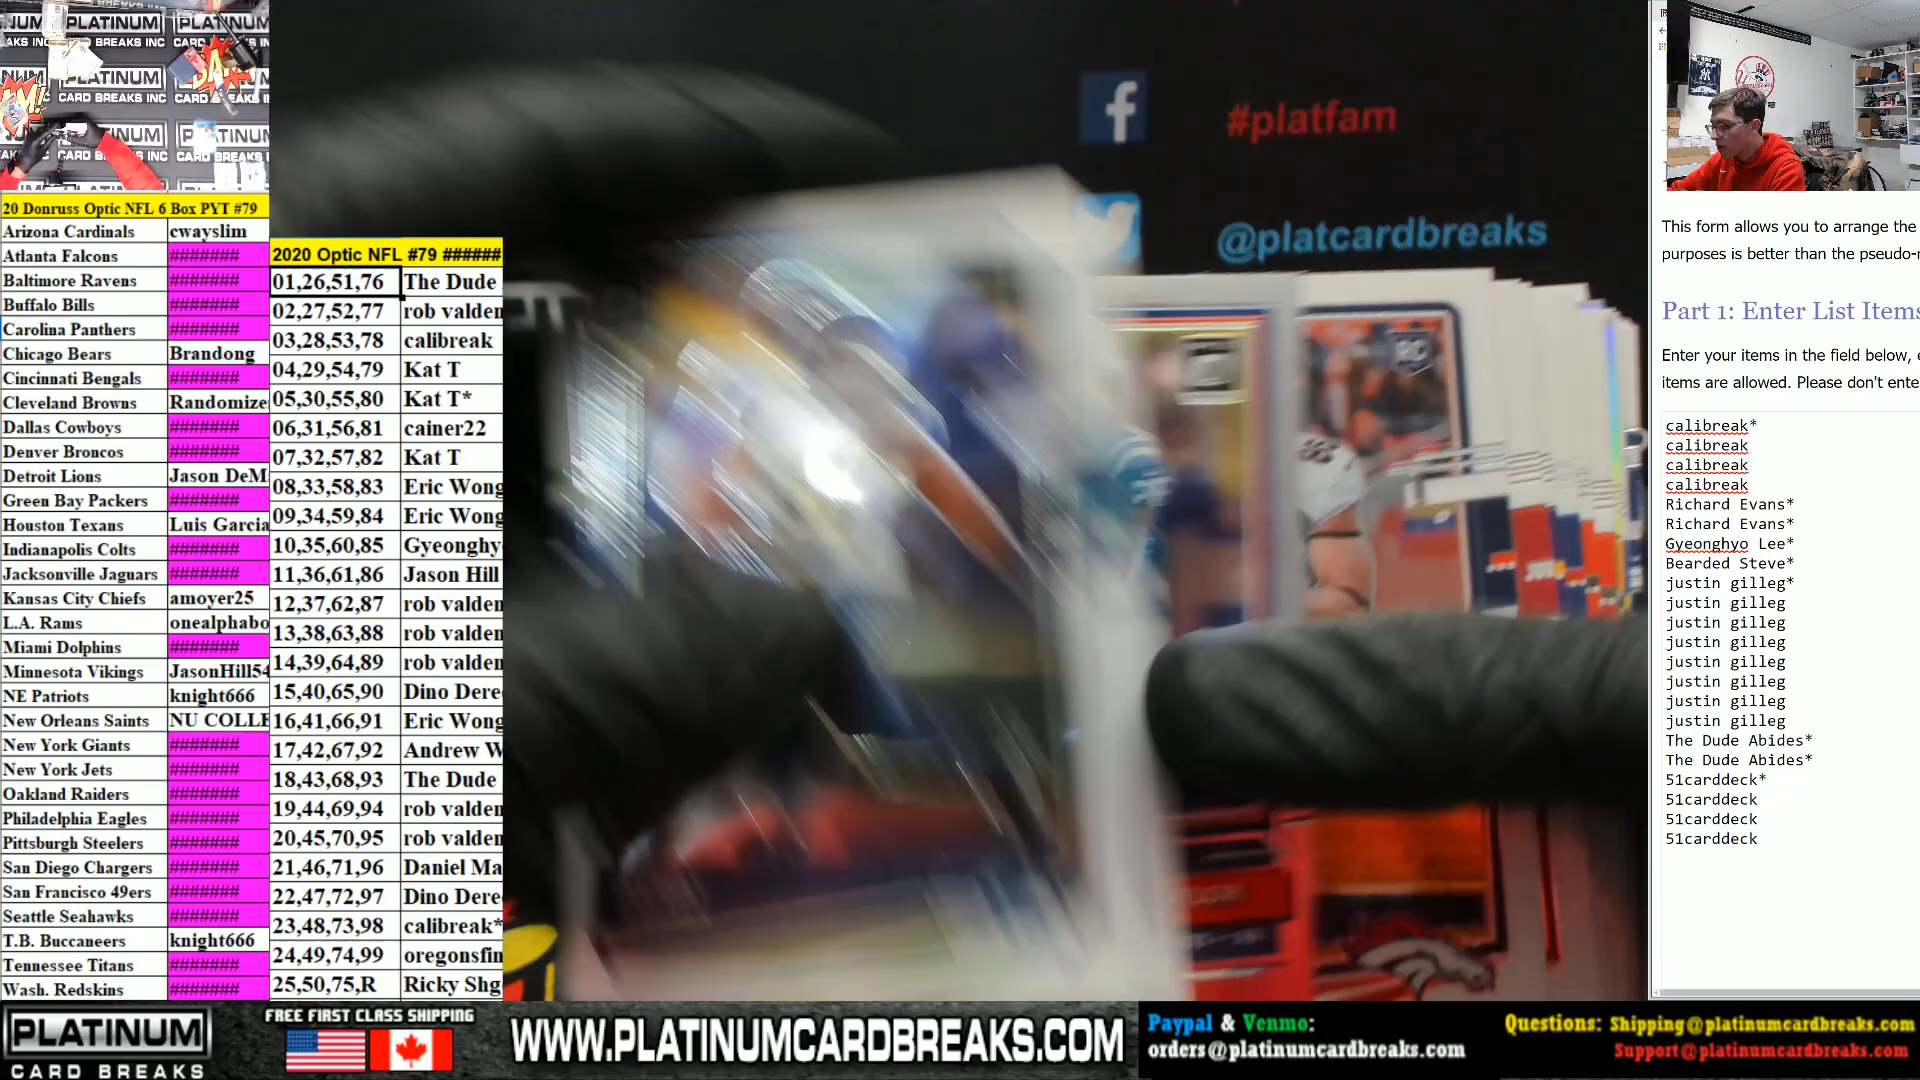 PLATINUM
CARD BREAKS INC
20 Donruss Optic NFL 6 Box PYT #79
Arizona Cardinals cwayslim
Atlanta Falcons #######
Baltimore Ravens #######
Buffalo Bills #######
Carolina Panthers #######
Chicago Bears Brandong
Cincinnati Bengals #######
Cleveland Browns Randomize
Dallas Cowboys #######
Denver Broncos #######
Detroit Lions Jason DeM
Green Bay Packers #######
Houston Texans Luis Garcia
Indianapolis Colts #######
Jacksonville Jaguars #######
Kansas City Chiefs amoyer25
L.A. Rams onealphabo
Miami Dolphins #######
Minnesota Vikings JasonHill54
NE Patriots knight666
New Orleans Saints NU COLLE
New York Giants #######
New York Jets #######
Oakland Raiders #######
Philadelphia Eagles #######
Pittsburgh Steelers #######
San Diego Chargers #######
San Francisco 49ers #######
Seattle Seahawks #######
T.B. Buccaneers knight666
Tennessee Titans #######
Wash. Redskins #######
2020 Optic NFL #79 ######
01,26,51,76 The Dude
02,27,52,77 rob valden
03,28,53,78 calibreak
04,29,54,79 Kat T
05,30,55,80 Kat T*
06,31,56,81 cainer22
07,32,57,82 Kat T
08,33,58,83 Eric Wong
09,34,59,84 Eric Wong
10,35,60,85 Gyeonghy
11,36,61,86 Jason Hill
12,37,62,87 rob valden
13,38,63,88 rob valden
14,39,64,89 rob valden
15,40,65,90 Dino Dere
16,41,66,91 Eric Wong
17,42,67,92 Andrew W
18,43,68,93 The Dude
19,44,69,94 rob valden
20,45,70,95 rob valden
21,46,71,96 Daniel Ma
22,47,72,97 Dino Dere
23,48,73,98 calibreak*
24,49,74,99 oregonsfin
25,50,75,R Ricky Shg
#platfam
@platcardbreaks
RC
This form allows you to arrange the
purposes is better than the pseudo-
Part 1: Enter List Items
Enter your items in the field below,
items are allowed. Please don't ente
calibreak*
calibreak
calibreak
calibreak
Richard Evans*
Richard Evans*
Gyeonghyo Lee*
Bearded Steve*
justin gilleg*
justin gilleg
justin gilleg
justin gilleg
justin gilleg
justin gilleg
justin gilleg
justin gilleg
The Dude Abides*
The Dude Abides*
51carddeck*
51carddeck
51carddeck
51carddeck
PLATINUM
CARD BREAKS
FREE FIRST CLASS SHIPPING
WWW.PLATINUMCARDBREAKS.COM
Paypal & Venmo:
orders@platinumcardbreaks.com
Questions: Shipping@platinumcardbreaks.com
Support@platinumcardbreaks.com